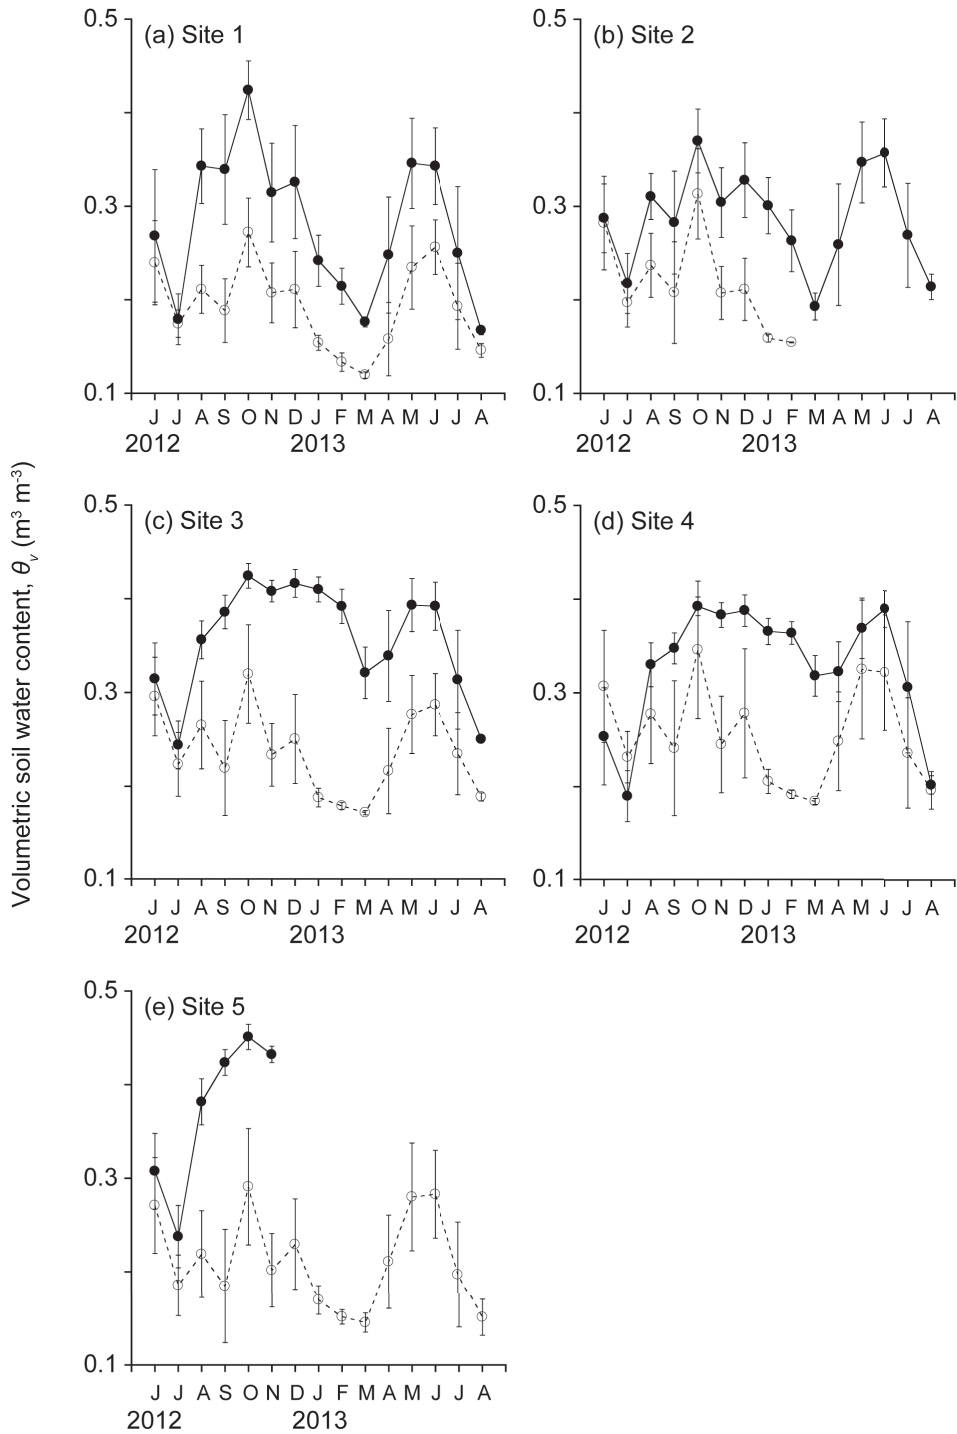 Volumetric soil water content, θv (m³ m⁻³)
(a) Site 1
0.5
0.3
0.1
J J A S O N D J F M A M J J A
2012 2013
(b) Site 2
0.5
0.3
0.1
J J A S O N D J F M A M J J A
2012 2013
(c) Site 3
0.5
0.3
0.1
J J A S O N D J F M A M J J A
2012 2013
(d) Site 4
0.5
0.3
0.1
J J A S O N D J F M A M J J A
2012 2013
(e) Site 5
0.5
0.3
0.1
J J A S O N D J F M A M J J A
2012 2013